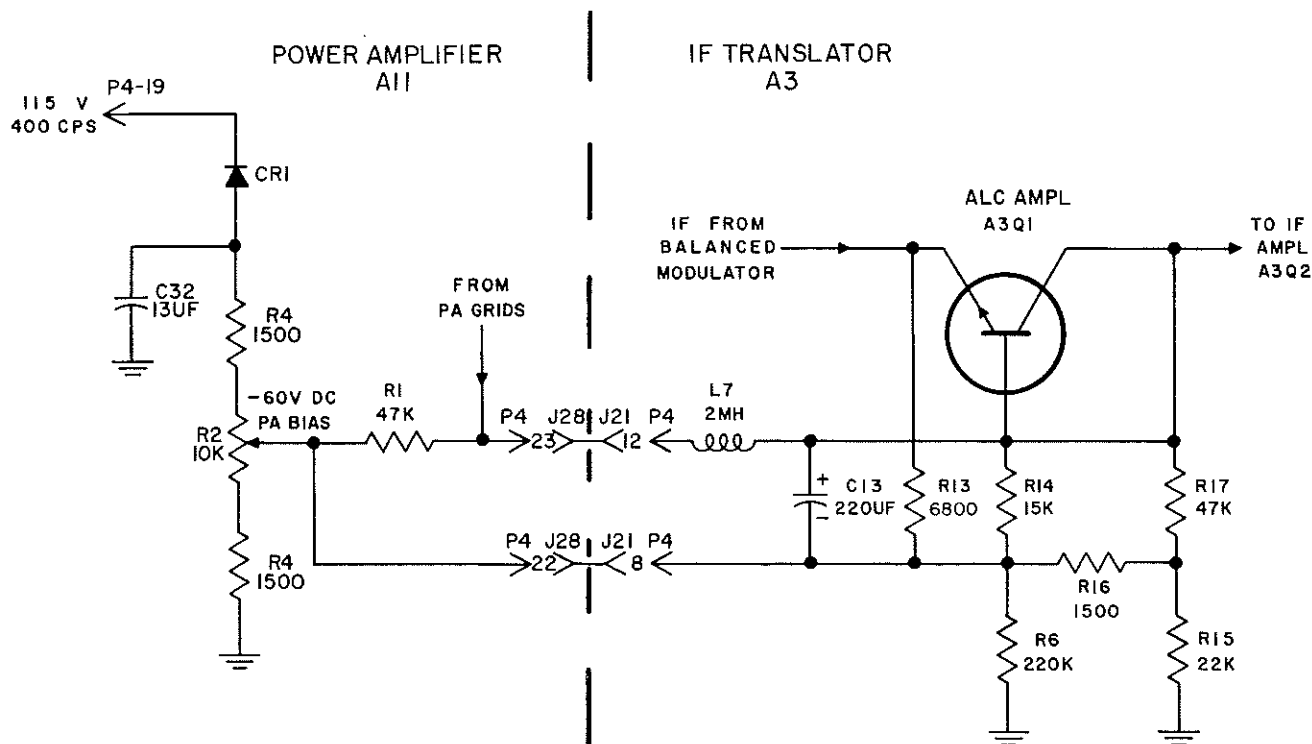 POWER AMPLIFIER
A11
IF TRANSLATOR
A3
115 V
400 CPS
P4-19
CR1
C32
13UF
R4
1500
-60V DC
PA BIAS
R2
10K
R4
1500
R1
47K
FROM
PA GRIDS
P4 J28 J21 P4
23 12
P4 J28 J21 P4
22 8
L7
2MH
IF FROM
BALANCED
MODULATOR
ALC AMPL
A3Q1
TO IF
AMPL
A3Q2
+
-
C13
220UF
R13
6800
R14
15K
R17
47K
R16
1500
R6
220K
R15
22K